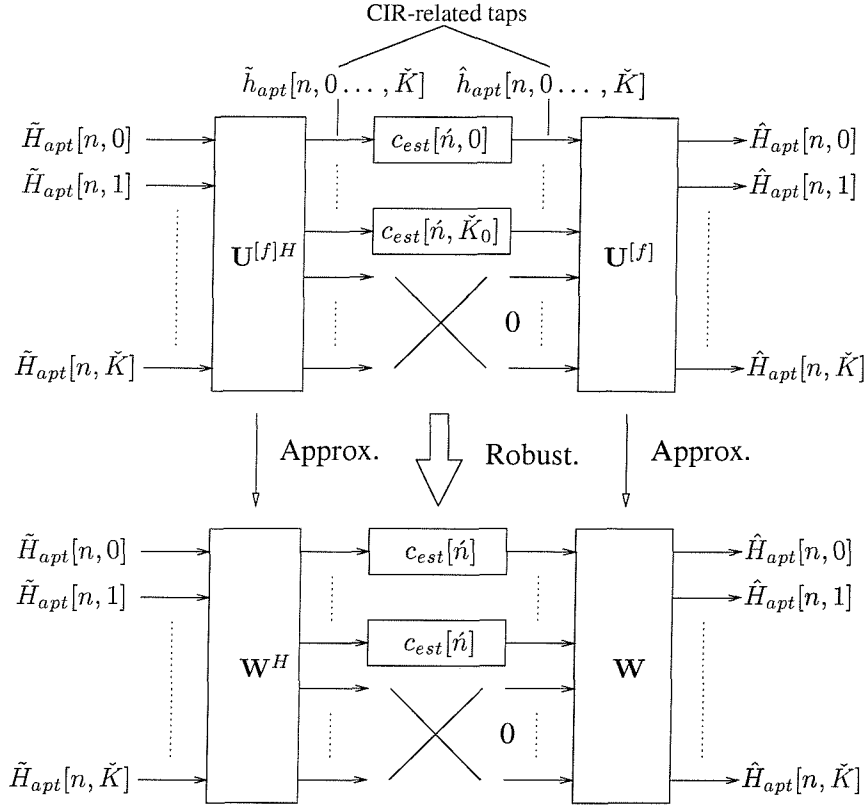 CIR-related taps
h̃_apt[n, 0 ..., Ǩ] ĥ_apt[n, 0 ..., Ǩ]
H̃_apt[n, 0] c_est[ń, 0] Ĥ_apt[n, 0]
H̃_apt[n, 1] Ĥ_apt[n, 1]
c_est[ń, Ǩ_0]
U^[f]H U^[f]
0
H̃_apt[n, Ǩ] Ĥ_apt[n, Ǩ]
Approx. Robust. Approx.
H̃_apt[n, 0] c_est[ń] Ĥ_apt[n, 0]
H̃_apt[n, 1] Ĥ_apt[n, 1]
c_est[ń]
W^H W
0
H̃_apt[n, Ǩ] Ĥ_apt[n, Ǩ]